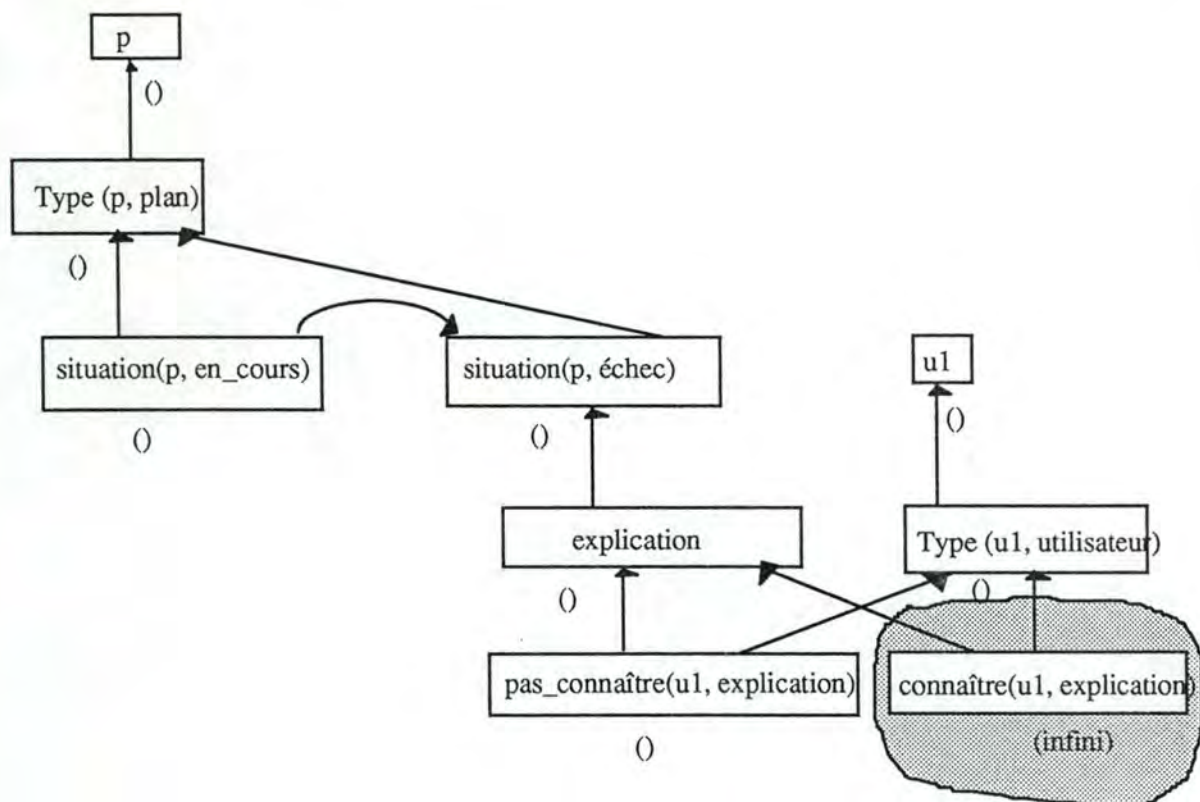 p
()
Type (p, plan)
()
situation(p, en_cours)
situation(p, échec)
u1
()
()
()
explication
Type (u1, utilisateur)
()
()
pas_connaître(u1, explication)
connaître(u1, explication)
()
(infini)